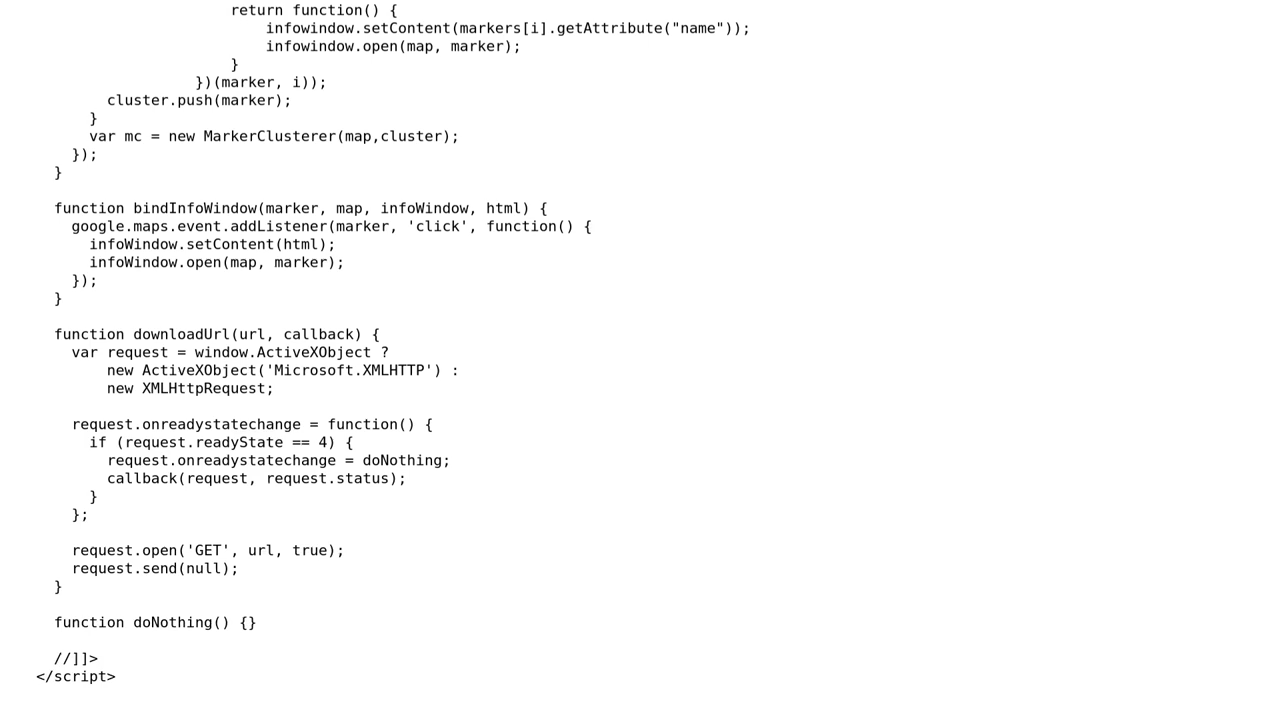 return function() {
infowindow.setContent(markers[i].getAttribute("name"));
infowindow.open(map, marker);
}
})(marker, i));
cluster.push(marker);
}
var mc = new MarkerClusterer(map,cluster);
});
}
function bindInfoWindow(marker, map, infoWindow, html) {
google.maps.event.addListener(marker, 'click', function() {
infoWindow.setContent(html);
infoWindow.open(map, marker);
});
}
function downloadUrl(url, callback) {
var request = window.ActiveXObject ?
new ActiveXObject('Microsoft.XMLHTTP') :
new XMLHttpRequest;
request.onreadystatechange = function() {
if (request.readyState == 4) {
request.onreadystatechange = doNothing;
callback(request, request.status);
}
};
request.open('GET', url, true);
request.send(null);
}
function doNothing() {}
//]]>
</script>